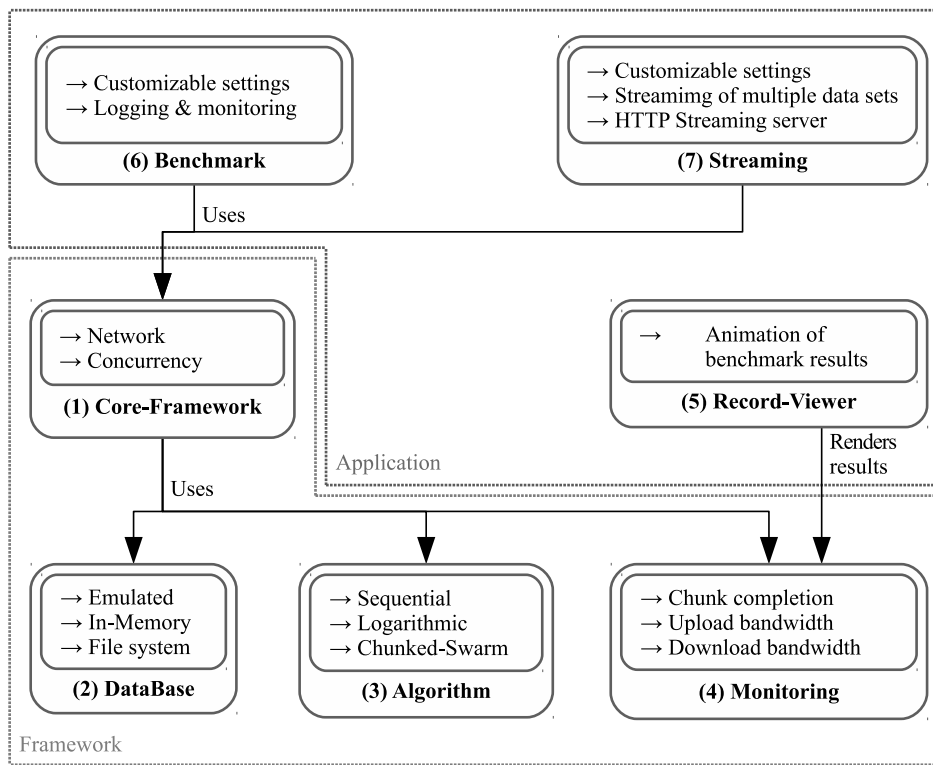 → Customizable settings
→ Logging & monitoring
(6) Benchmark
→ Customizable settings
→ Streamimg of multiple data sets
→ HTTP Streaming server
(7) Streaming
Uses
→ Network
→ Concurrency
(1) Core-Framework
→ Animation of
benchmark results
(5) Record-Viewer
Application
Renders
results
Uses
→ Emulated
→ In-Memory
→ File system
(2) DataBase
→ Sequential
→ Logarithmic
→ Chunked-Swarm
(3) Algorithm
→ Chunk completion
→ Upload bandwidth
→ Download bandwidth
(4) Monitoring
Framework